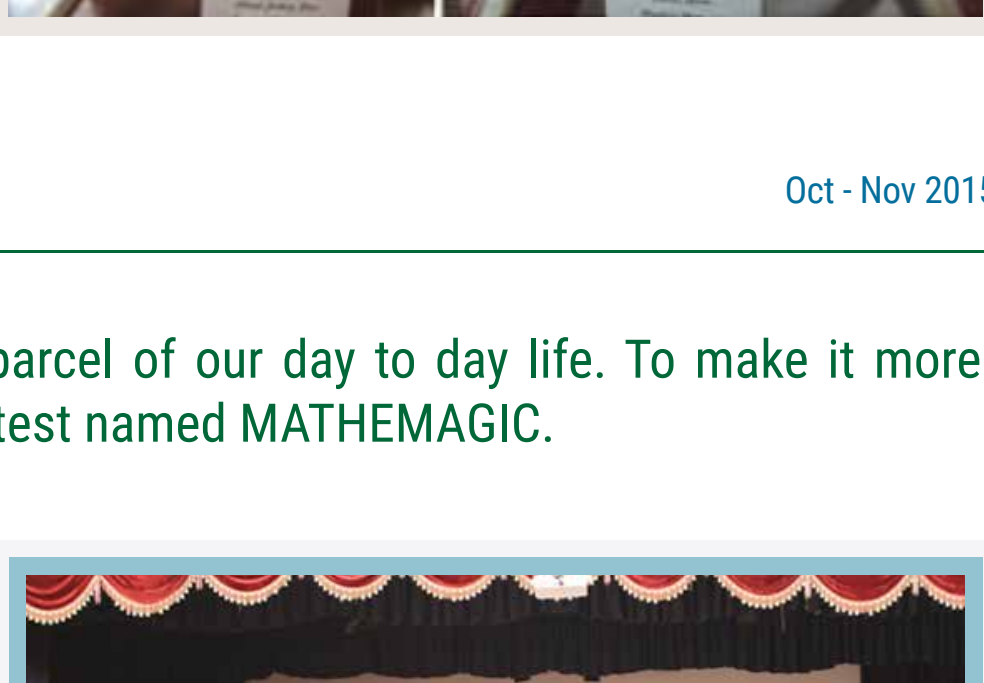 Oct - Nov 2015
parcel of our day to day life. To make it more
test named MATHEMAGIC.